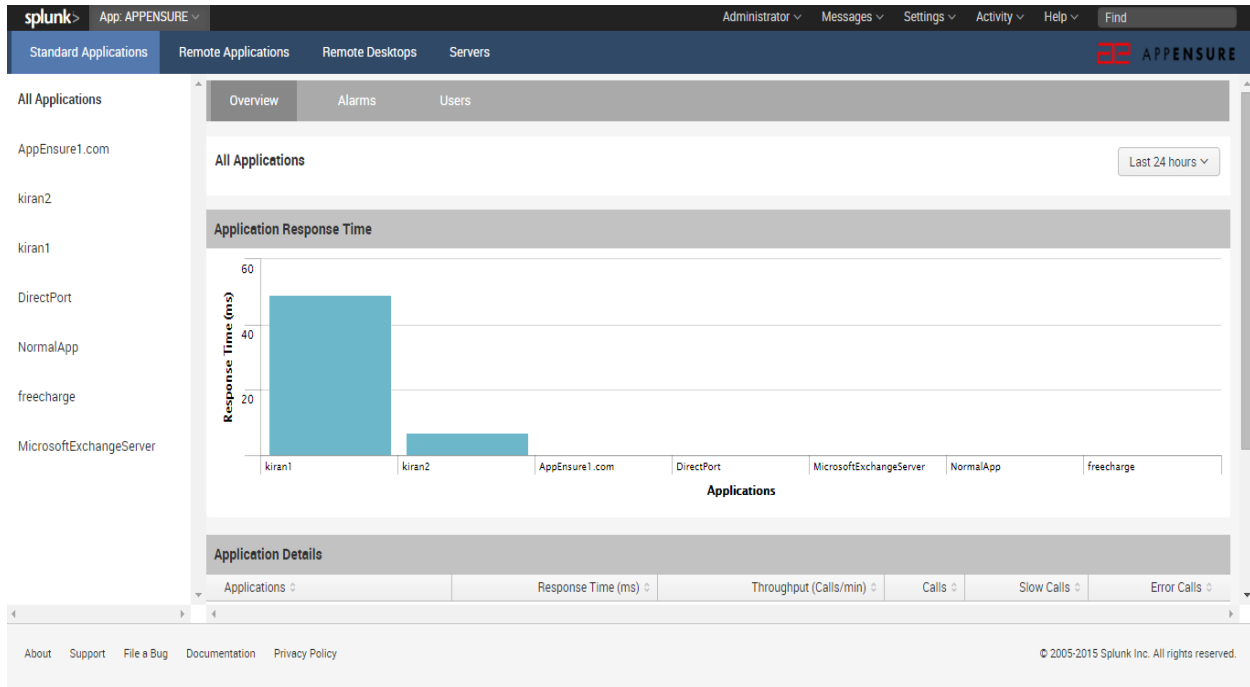 splunk> App: APPENSURE Administrator Messages Settings Activity Help Find
Standard Applications Remote Applications Remote Desktops Servers APPENSURE
All Applications
AppEnsure1.com
kiran2
kiran1
DirectPort
NormalApp
freecharge
MicrosoftExchangeServer
Overview Alarms Users
All Applications Last 24 hours
Application Response Time
Response Time (ms)
60
40
20
kiran1 kiran2 AppEnsure1.com DirectPort MicrosoftExchangeServer NormalApp freecharge
Applications
Application Details
Applications Response Time (ms) Throughput (Calls/min) Calls Slow Calls Error Calls
About Support File a Bug Documentation Privacy Policy © 2005-2015 Splunk Inc. All rights reserved.